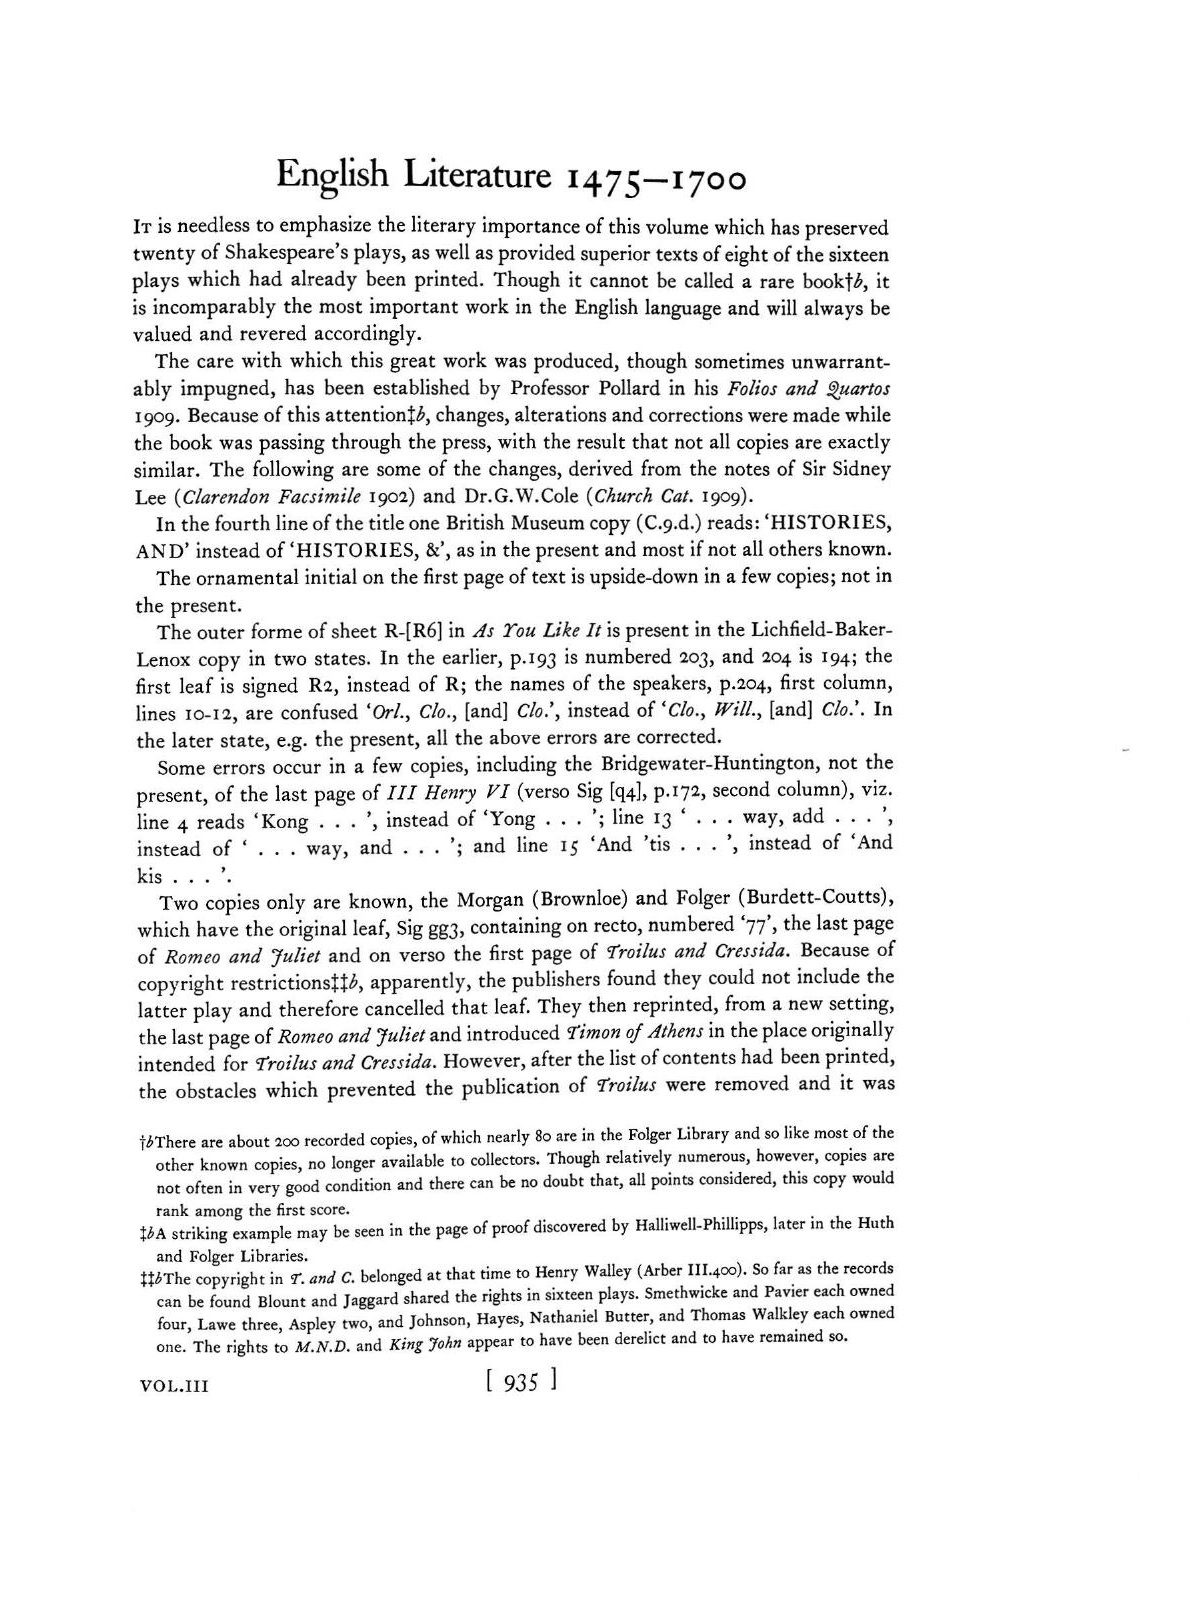 English Literature 1475–1700
IT is needless to emphasize the literary importance of this volume which has preserved
twenty of Shakespeare's plays, as well as provided superior texts of eight of the sixteen
plays which had already been printed. Though it cannot be called a rare book†b, it
is incomparably the most important work in the English language and will always be
valued and revered accordingly.
The care with which this great work was produced, though sometimes unwarrant-
ably impugned, has been established by Professor Pollard in his Folios and Quartos
1909. Because of this attention‡b, changes, alterations and corrections were made while
the book was passing through the press, with the result that not all copies are exactly
similar. The following are some of the changes, derived from the notes of Sir Sidney
Lee (Clarendon Facsimile 1902) and Dr.G.W.Cole (Church Cat. 1909).
In the fourth line of the title one British Museum copy (C.9.d.) reads: 'HISTORIES,
AND' instead of 'HISTORIES, &', as in the present and most if not all others known.
The ornamental initial on the first page of text is upside-down in a few copies; not in
the present.
The outer forme of sheet R-[R6] in As You Like It is present in the Lichfield-Baker-
Lenox copy in two states. In the earlier, p.193 is numbered 203, and 204 is 194; the
first leaf is signed R2, instead of R; the names of the speakers, p.204, first column,
lines 10-12, are confused 'Orl., Clo., [and] Clo.', instead of 'Clo., Will., [and] Clo.'. In
the later state, e.g. the present, all the above errors are corrected.
Some errors occur in a few copies, including the Bridgewater-Huntington, not the
present, of the last page of III Henry VI (verso Sig [q4], p.172, second column), viz.
line 4 reads 'Kong . . . ', instead of 'Yong . . . '; line 13 ' . . . way, add . . . ',
instead of ' . . . way, and . . . '; and line 15 'And 'tis . . . ', instead of 'And
kis . . . '.
Two copies only are known, the Morgan (Brownloe) and Folger (Burdett-Coutts),
which have the original leaf, Sig gg3, containing on recto, numbered '77', the last page
of Romeo and Juliet and on verso the first page of Troilus and Cressida. Because of
copyright restrictions‡‡b, apparently, the publishers found they could not include the
latter play and therefore cancelled that leaf. They then reprinted, from a new setting,
the last page of Romeo and Juliet and introduced Timon of Athens in the place originally
intended for Troilus and Cressida. However, after the list of contents had been printed,
the obstacles which prevented the publication of Troilus were removed and it was
†bThere are about 200 recorded copies, of which nearly 80 are in the Folger Library and so like most of the
other known copies, no longer available to collectors. Though relatively numerous, however, copies are
not often in very good condition and there can be no doubt that, all points considered, this copy would
rank among the first score.
‡bA striking example may be seen in the page of proof discovered by Halliwell-Phillipps, later in the Huth
and Folger Libraries.
‡‡bThe copyright in T. and C. belonged at that time to Henry Walley (Arber III.400). So far as the records
can be found Blount and Jaggard shared the rights in sixteen plays. Smethwicke and Pavier each owned
four, Lawe three, Aspley two, and Johnson, Hayes, Nathaniel Butter, and Thomas Walkley each owned
one. The rights to M.N.D. and King John appear to have been derelict and to have remained so.
VOL.III [ 935 ]